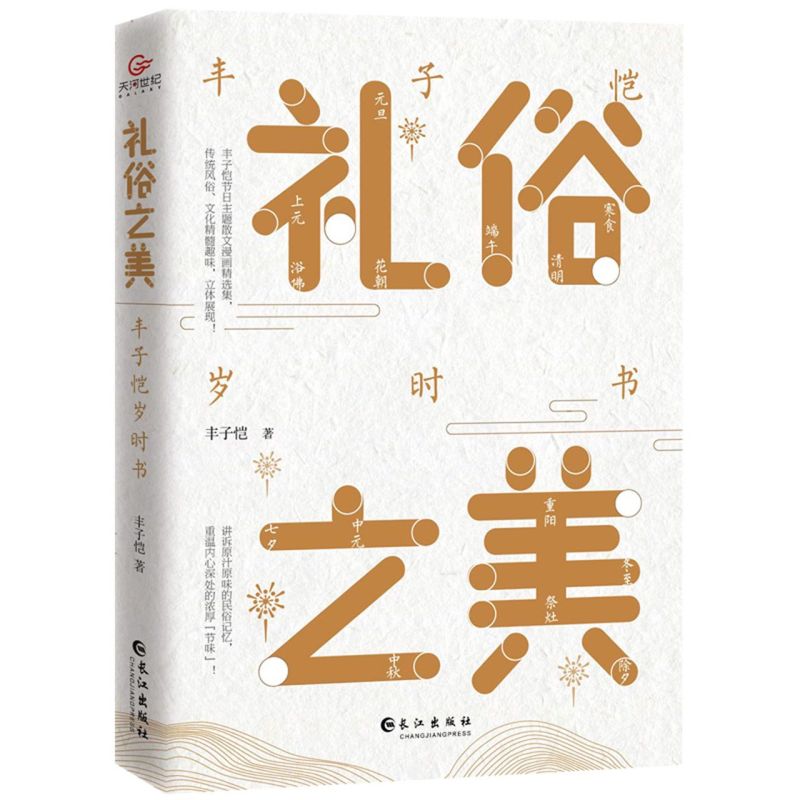 天河世纪
GALAXY
礼俗之美
丰子恺岁时书
丰子恺 著
丰子恺
礼俗
元旦
上元
浴佛
花朝
端午
清明
寒食
丰子恺节日主题散文漫画精选集，
传统风俗、文化精髓趣味，立体展现！
岁时书
丰子恺 著
之美
七夕
中元
中秋
重阳
冬至
祭灶
除夕
讲诉原汁原味的民俗记忆，
重温内心深处的浓厚「节味」！
长江出版社
CHANGJIANGPRESS
长江出版社
CHANGJIANGPRESS